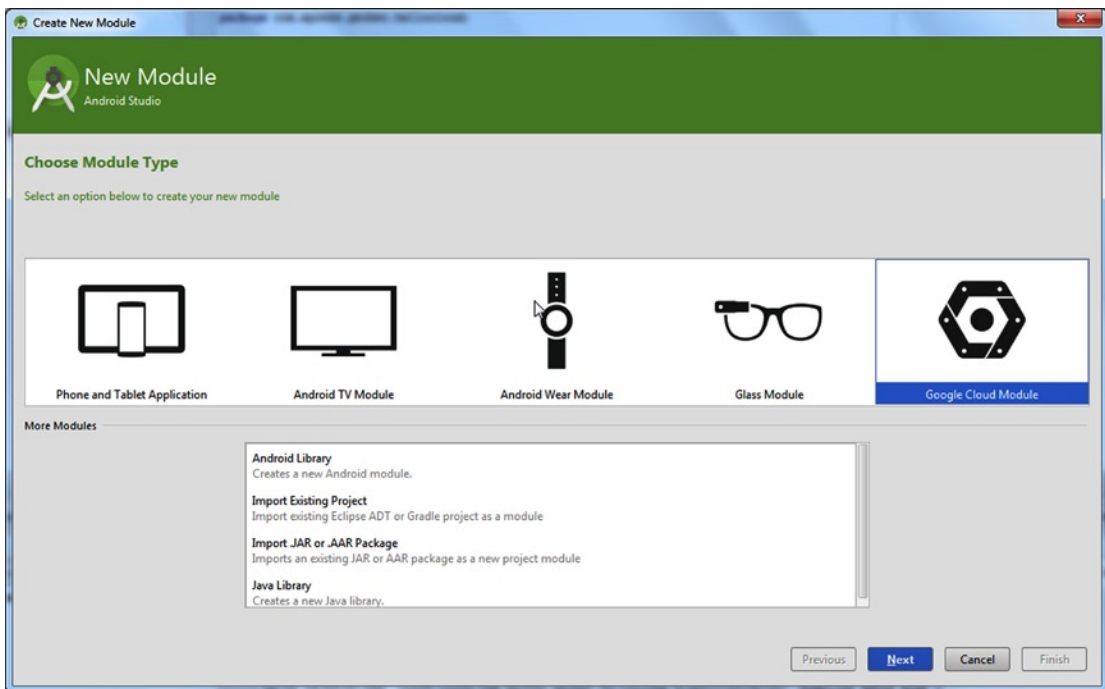 Create New Module
New Module
Android Studio
Choose Module Type
Select an option below to create your new module
Phone and Tablet Application
Android TV Module
Android Wear Module
Glass Module
Google Cloud Module
More Modules
Android Library
Creates a new Android module.
Import Existing Project
Import existing Eclipse ADT or Gradle project as a module
Import .JAR or .AAR Package
Imports an existing JAR or AAR package as a new project module
Java Library
Creates a new Java library.
Previous
Next
Cancel
Finish